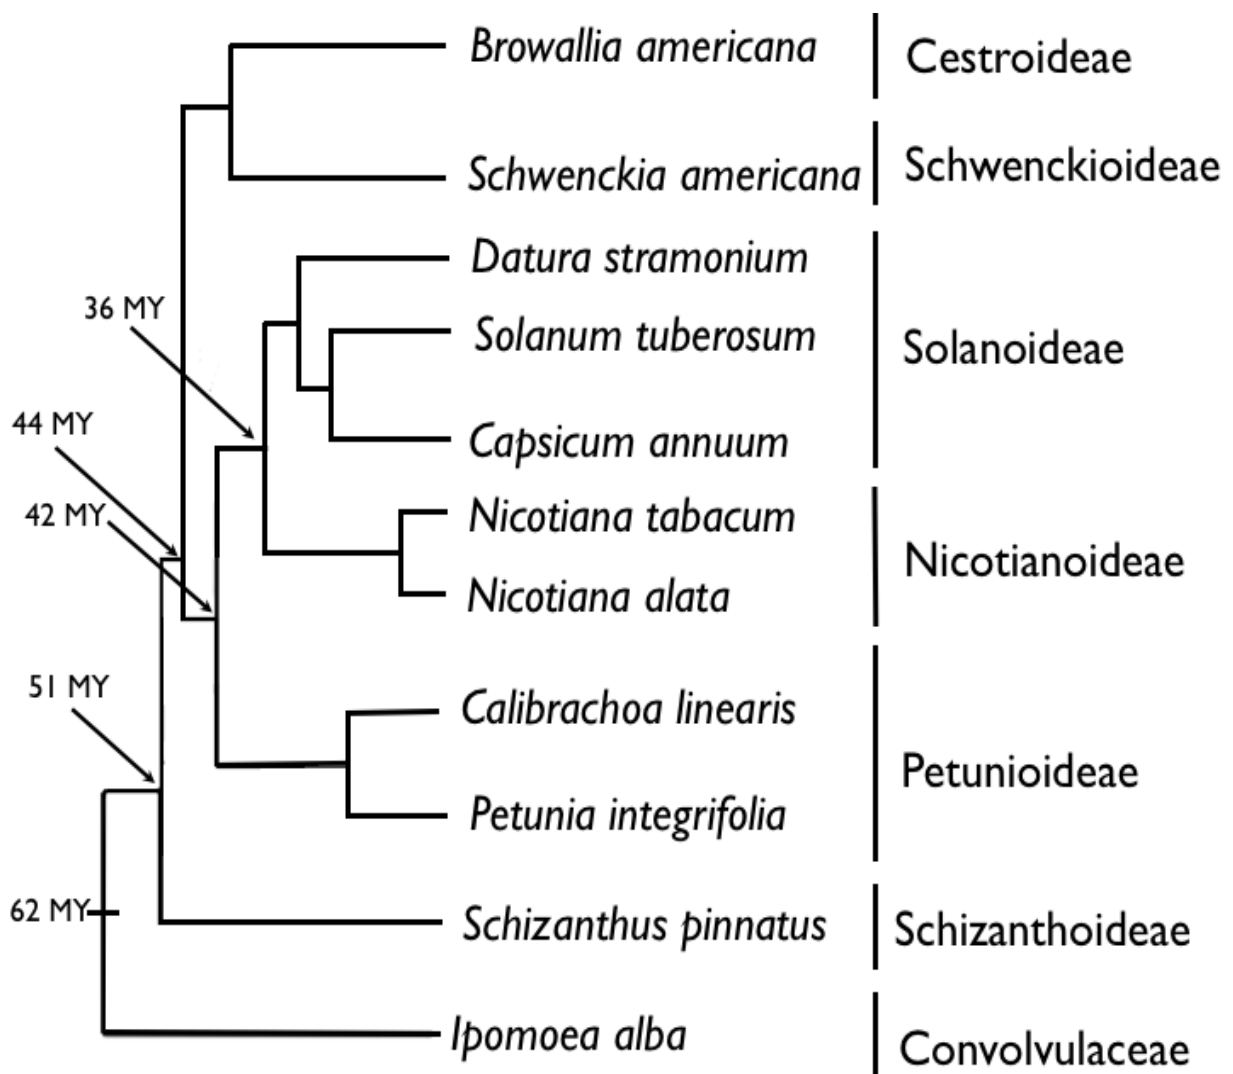 Browallia americana
Cestroideae
Schwenckia americana
Schwenckioideae
Datura stramonium
36 MY
Solanum tuberosum
Solanoideae
44 MY
Capsicum annuum
42 MY
Nicotiana tabacum
Nicotianoideae
Nicotiana alata
51 MY
Calibrachoa linearis
Petunioideae
Petunia integrifolia
62 MY
Schizanthus pinnatus
Schizanthoideae
Ipomoea alba
Convolvulaceae